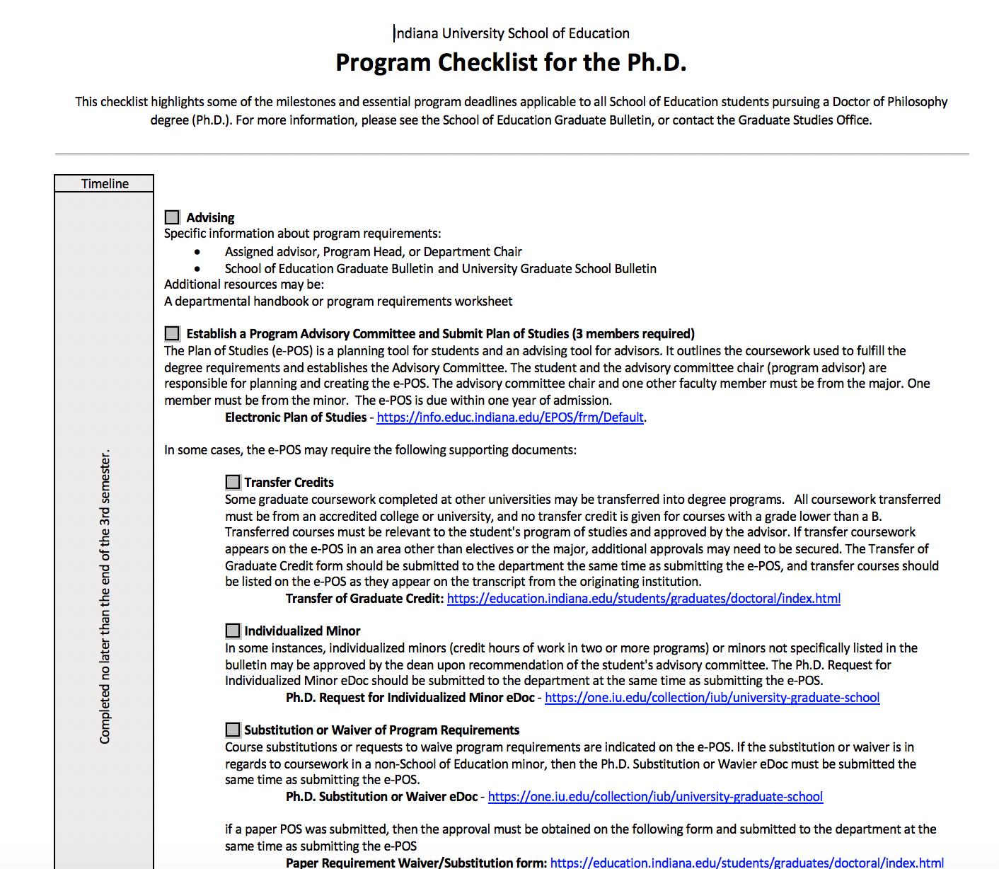 Indiana University School of Education
Program Checklist for the Ph.D.
This checklist highlights some of the milestones and essential program deadlines applicable to all School of Education students pursuing a Doctor of Philosophy
degree (Ph.D.). For more information, please see the School of Education Graduate Bulletin, or contact the Graduate Studies Office.
Timeline
Completed no later than the end of the 3rd semester.
Advising
Specific information about program requirements:
• Assigned advisor, Program Head, or Department Chair
• School of Education Graduate Bulletin and University Graduate School Bulletin
Additional resources may be:
A departmental handbook or program requirements worksheet
Establish a Program Advisory Committee and Submit Plan of Studies (3 members required)
The Plan of Studies (e-POS) is a planning tool for students and an advising tool for advisors. It outlines the coursework used to fulfill the
degree requirements and establishes the Advisory Committee. The student and the advisory committee chair (program advisor) are
responsible for planning and creating the e-POS. The advisory committee chair and one other faculty member must be from the major. One
member must be from the minor. The e-POS is due within one year of admission.
Electronic Plan of Studies - https://info.educ.indiana.edu/EPOS/frm/Default.
In some cases, the e-POS may require the following supporting documents:
Transfer Credits
Some graduate coursework completed at other universities may be transferred into degree programs. All coursework transferred
must be from an accredited college or university, and no transfer credit is given for courses with a grade lower than a B.
Transferred courses must be relevant to the student's program of studies and approved by the advisor. If transfer coursework
appears on the e-POS in an area other than electives or the major, additional approvals may need to be secured. The Transfer of
Graduate Credit form should be submitted to the department the same time as submitting the e-POS, and transfer courses should
be listed on the e-POS as they appear on the transcript from the originating institution.
Transfer of Graduate Credit: https://education.indiana.edu/students/graduates/doctoral/index.html
Individualized Minor
In some instances, individualized minors (credit hours of work in two or more programs) or minors not specifically listed in the
bulletin may be approved by the dean upon recommendation of the student's advisory committee. The Ph.D. Request for
Individualized Minor eDoc should be submitted to the department at the same time as submitting the e-POS.
Ph.D. Request for Individualized Minor eDoc - https://one.iu.edu/collection/iub/university-graduate-school
Substitution or Waiver of Program Requirements
Course substitutions or requests to waive program requirements are indicated on the e-POS. If the substitution or waiver is in
regards to coursework in a non-School of Education minor, then the Ph.D. Substitution or Wavier eDoc must be submitted the
same time as submitting the e-POS.
Ph.D. Substitution or Waiver eDoc - https://one.iu.edu/collection/iub/university-graduate-school
if a paper POS was submitted, then the approval must be obtained on the following form and submitted to the department at the
same time as submitting the e-POS
Paper Requirement Waiver/Substitution form: https://education.indiana.edu/students/graduates/doctoral/index.html